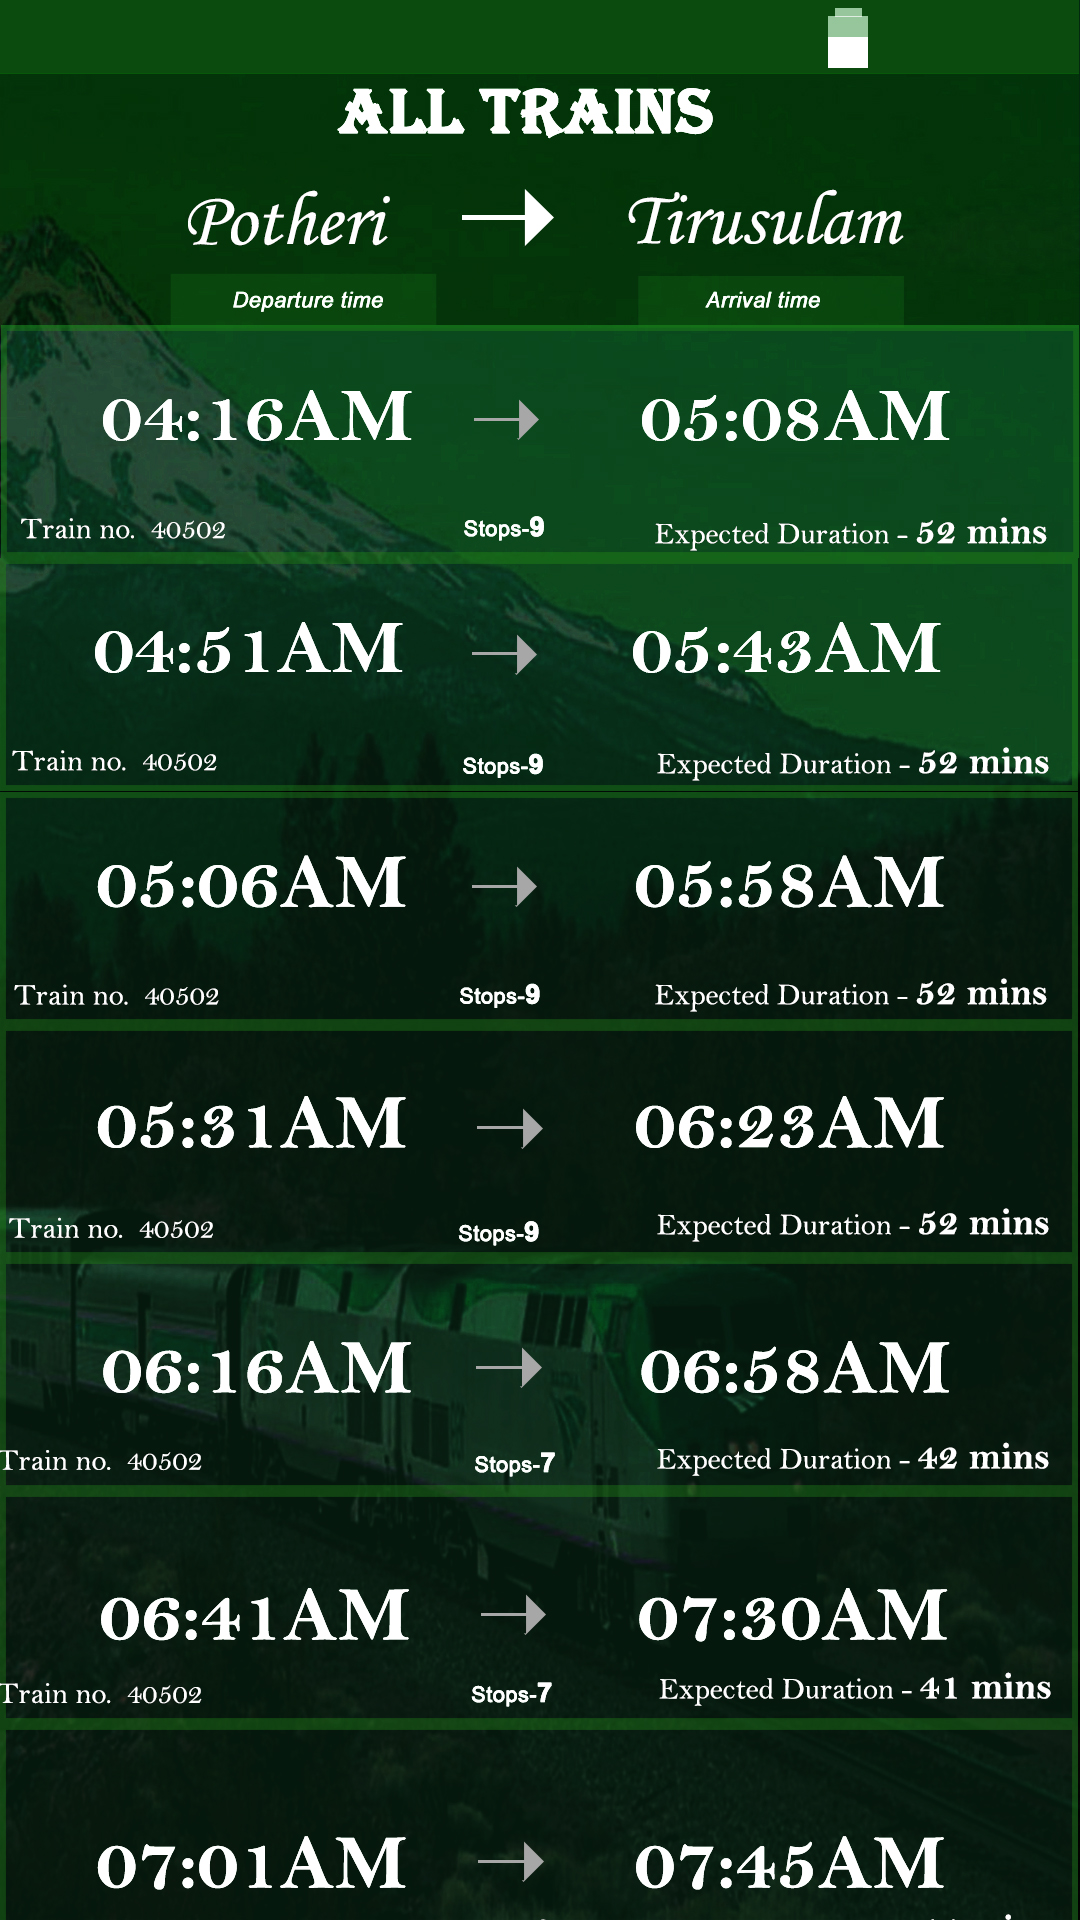 ALL TRAINS
Potheri Tirusulam
Departure time Arrival time
04:16AM 05:08AM
Train no. 40502 Stops-9 Expected Duration - 52 mins
04:51AM 05:43AM
Train no. 40502 Stops-9 Expected Duration - 52 mins
05:06AM 05:58AM
Train no. 40502 Stops-9 Expected Duration - 52 mins
05:31AM 06:23AM
Train no. 40502 Stops-9 Expected Duration - 52 mins
06:16AM 06:58AM
Train no. 40502 Stops-7 Expected Duration - 42 mins
06:41AM 07:30AM
Train no. 40502 Stops-7 Expected Duration - 41 mins
07:01AM 07:45AM